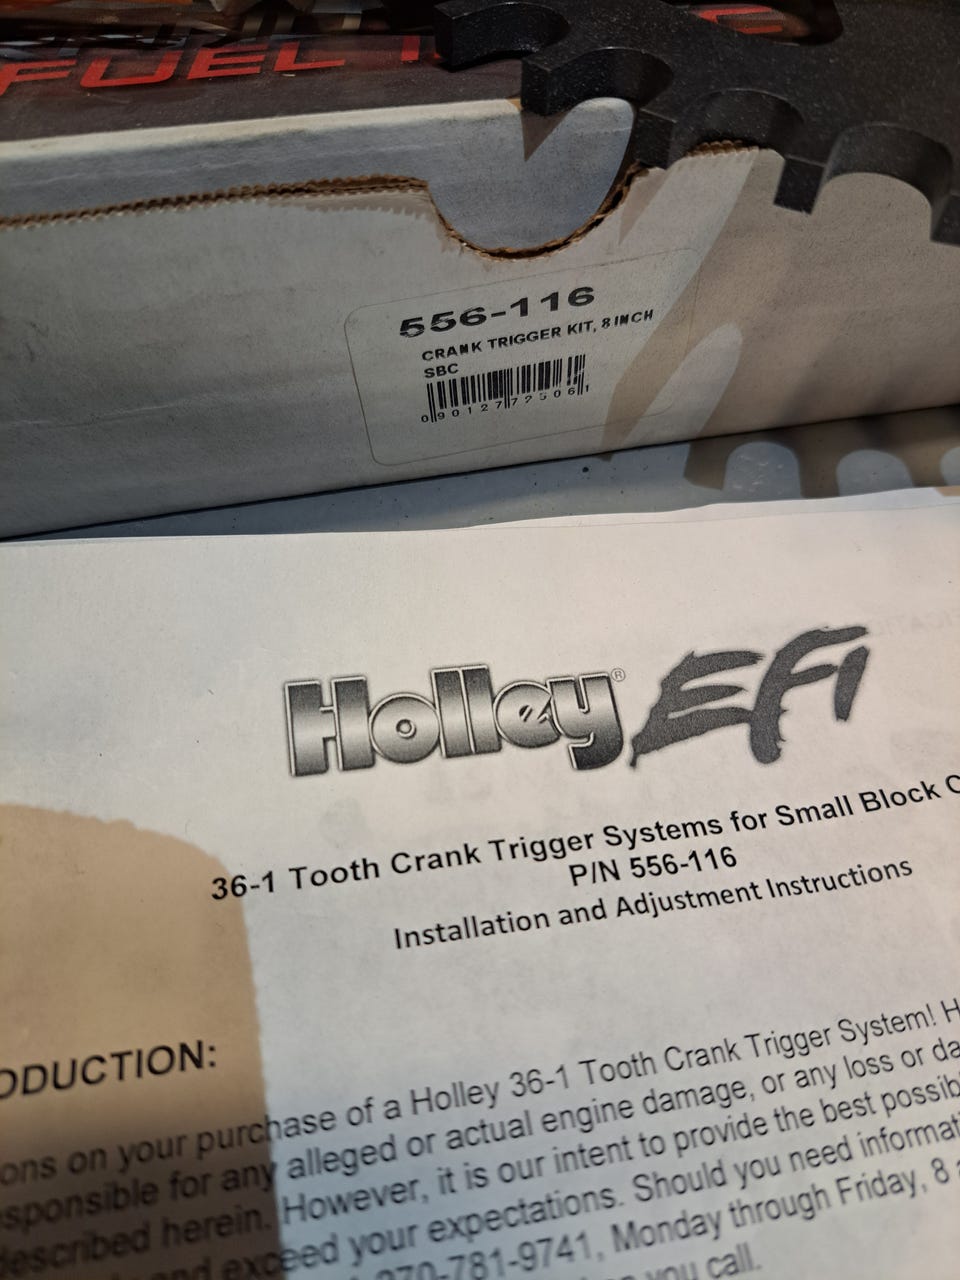 FUEL
556-116
CRANK TRIGGER KIT, 8 INCH
SBC
0 90127 72506 1
Holley® EFI
36-1 Tooth Crank Trigger Systems for Small Block
P/N 556-116
Installation and Adjustment Instructions
ODUCTION:
ons on your purchase of a Holley 36-1 Tooth Crank Trigger System! H
sponsible for any alleged or actual engine damage, or any loss or da
described herein. However, it is our intent to provide the best possib
and exceed your expectations. Should you need informati
270-781-9741, Monday through Friday, 8
you call.